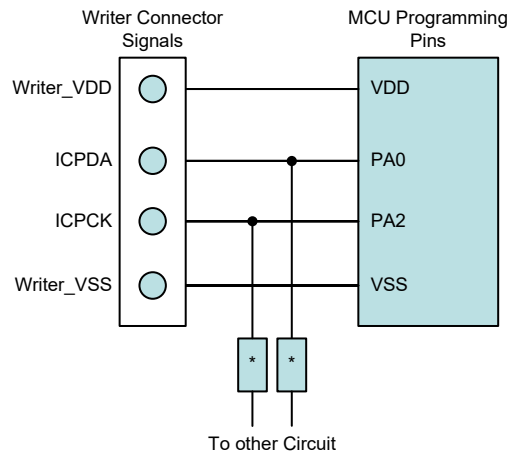 Writer Connector
Signals
MCU Programming
Pins
Writer_VDD
VDD
ICPDA
PA0
ICPCK
PA2
Writer_VSS
VSS
*
*
To other Circuit